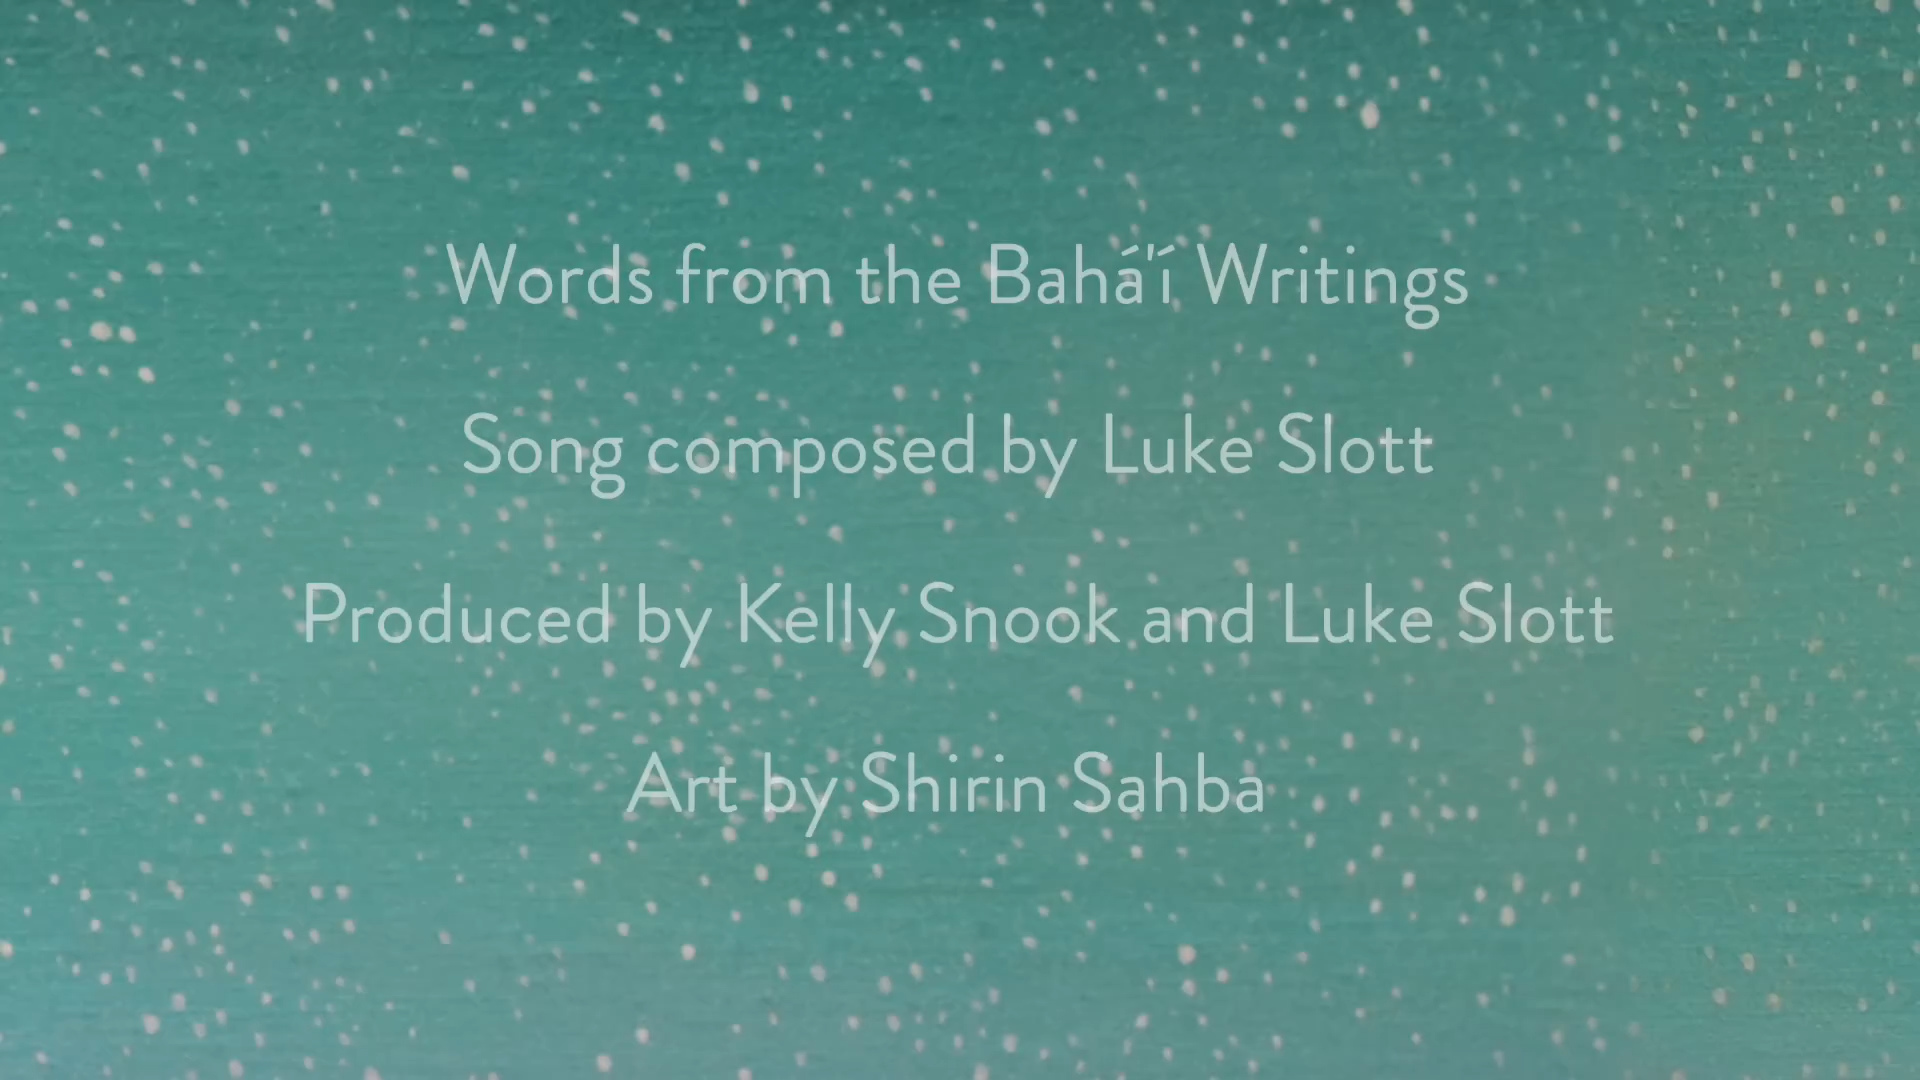 Words from the Bahá'í Writings
Song composed by Luke Slott
Produced by Kelly Snook and Luke Slott
Art by Shirin Sahba